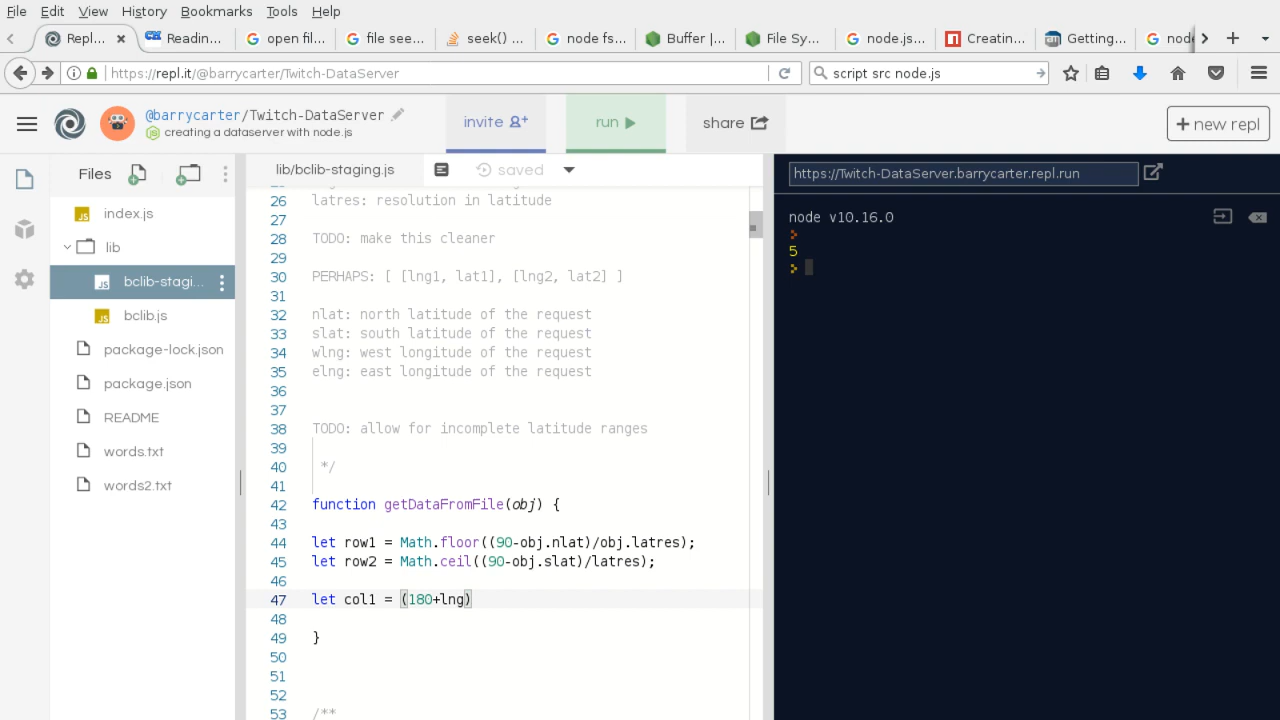 File Edit View History Bookmarks Tools Help
Repl... Readin... open fil... file see... seek() ... node fs... Buffer |... File Sy... node.js... Creatin... Getting... node
https://repl.it/@barrycarter/Twitch-DataServer
script src node.js
@barrycarter/Twitch-DataServer
creating a dataserver with node.js
invite
run
share
+ new repl
Files
index.js
lib
bclib-stagi...
bclib.js
package-lock.json
package.json
README
words.txt
words2.txt
lib/bclib-staging.js
saved
26 latres: resolution in latitude
27
28 TODO: make this cleaner
29
30 PERHAPS: [ [lng1, lat1], [lng2, lat2] ]
31
32 nlat: north latitude of the request
33 slat: south latitude of the request
34 wlng: west longitude of the request
35 elng: east longitude of the request
36
37
38 TODO: allow for incomplete latitude ranges
39
40 */
41
42 function getDataFromFile(obj) {
43
44 let row1 = Math.floor((90-obj.nlat)/obj.latres);
45 let row2 = Math.ceil((90-obj.slat)/latres);
46
47 let col1 = (180+lng)
48
49 }
50
51
52
53 /**
https://Twitch-DataServer.barrycarter.repl.run
node v10.16.0
>
5
>